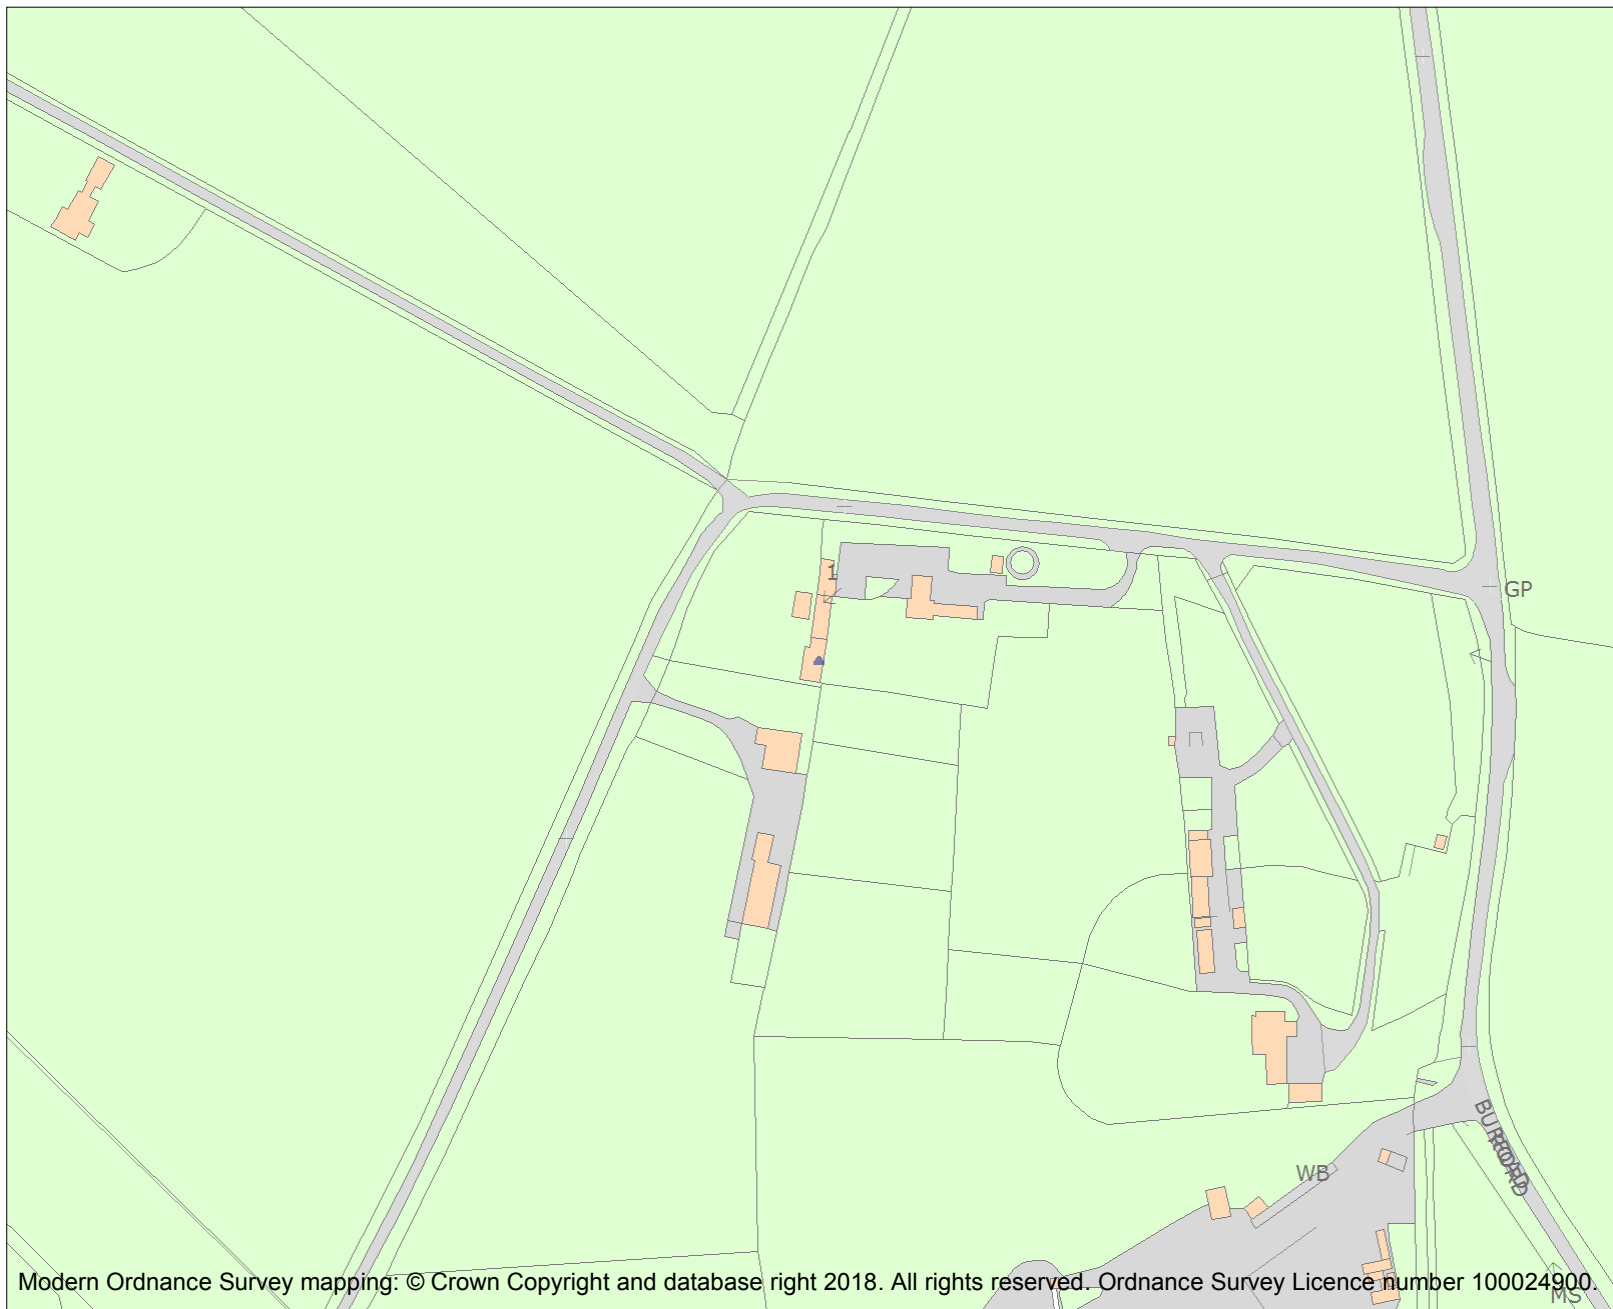 1
GP
BURFORD
ROAD
WB
Modern Ordnance Survey mapping: © Crown Copyright and database right 2018. All rights reserved. Ordnance Survey Licence number 100024900.
MS